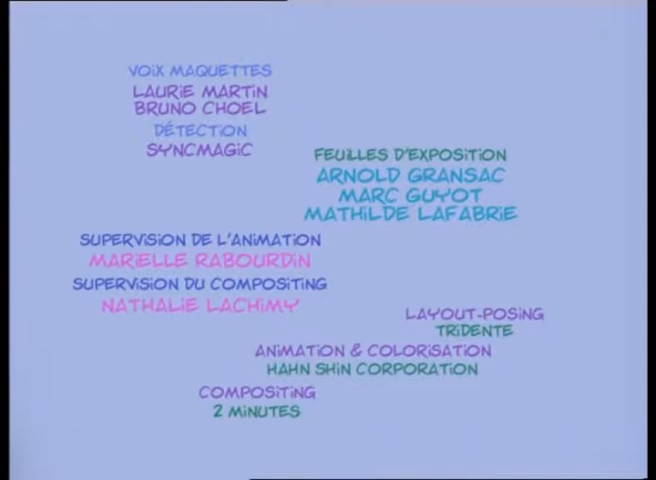 VOIX MAQUETTES
LAURIE MARTIN
BRUNO CHOEL
DÉTECTION
SYNCMAGIC
FEUILLES D'EXPOSITION
ARNOLD GRANSAC
MARC GUYOT
MATHILDE LAFABRIE
SUPERVISION DE L'ANIMATION
MARIELLE RABOURDIN
SUPERVISION DU COMPOSITING
NATHALIE LACHIMY
LAYOUT-POSING
TRIDENTE
ANIMATION & COLORISATION
HAHN SHIN CORPORATION
COMPOSITING
2 MINUTES